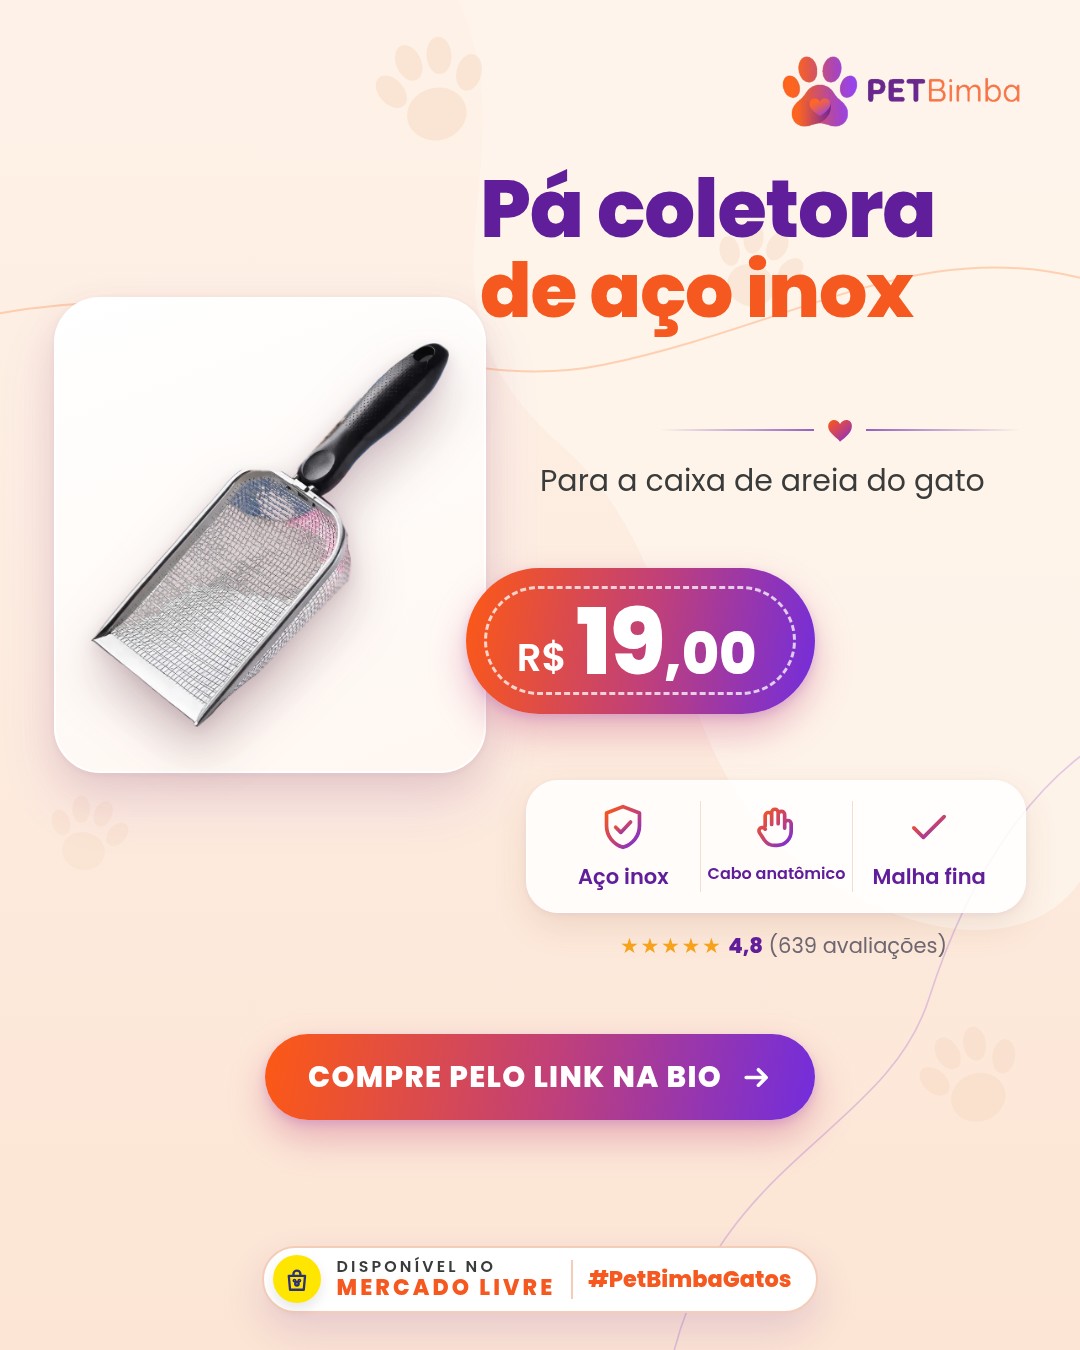 PETBimba
Pá coletora
de aço inox
Para a caixa de areia do gato
R$ 19,00
Aço inox
Cabo anatômico
Malha fina
★★★★★ 4,8 (639 avaliações)
COMPRE PELO LINK NA BIO →
DISPONÍVEL NO
MERCADO LIVRE
#PetBimbaGatos